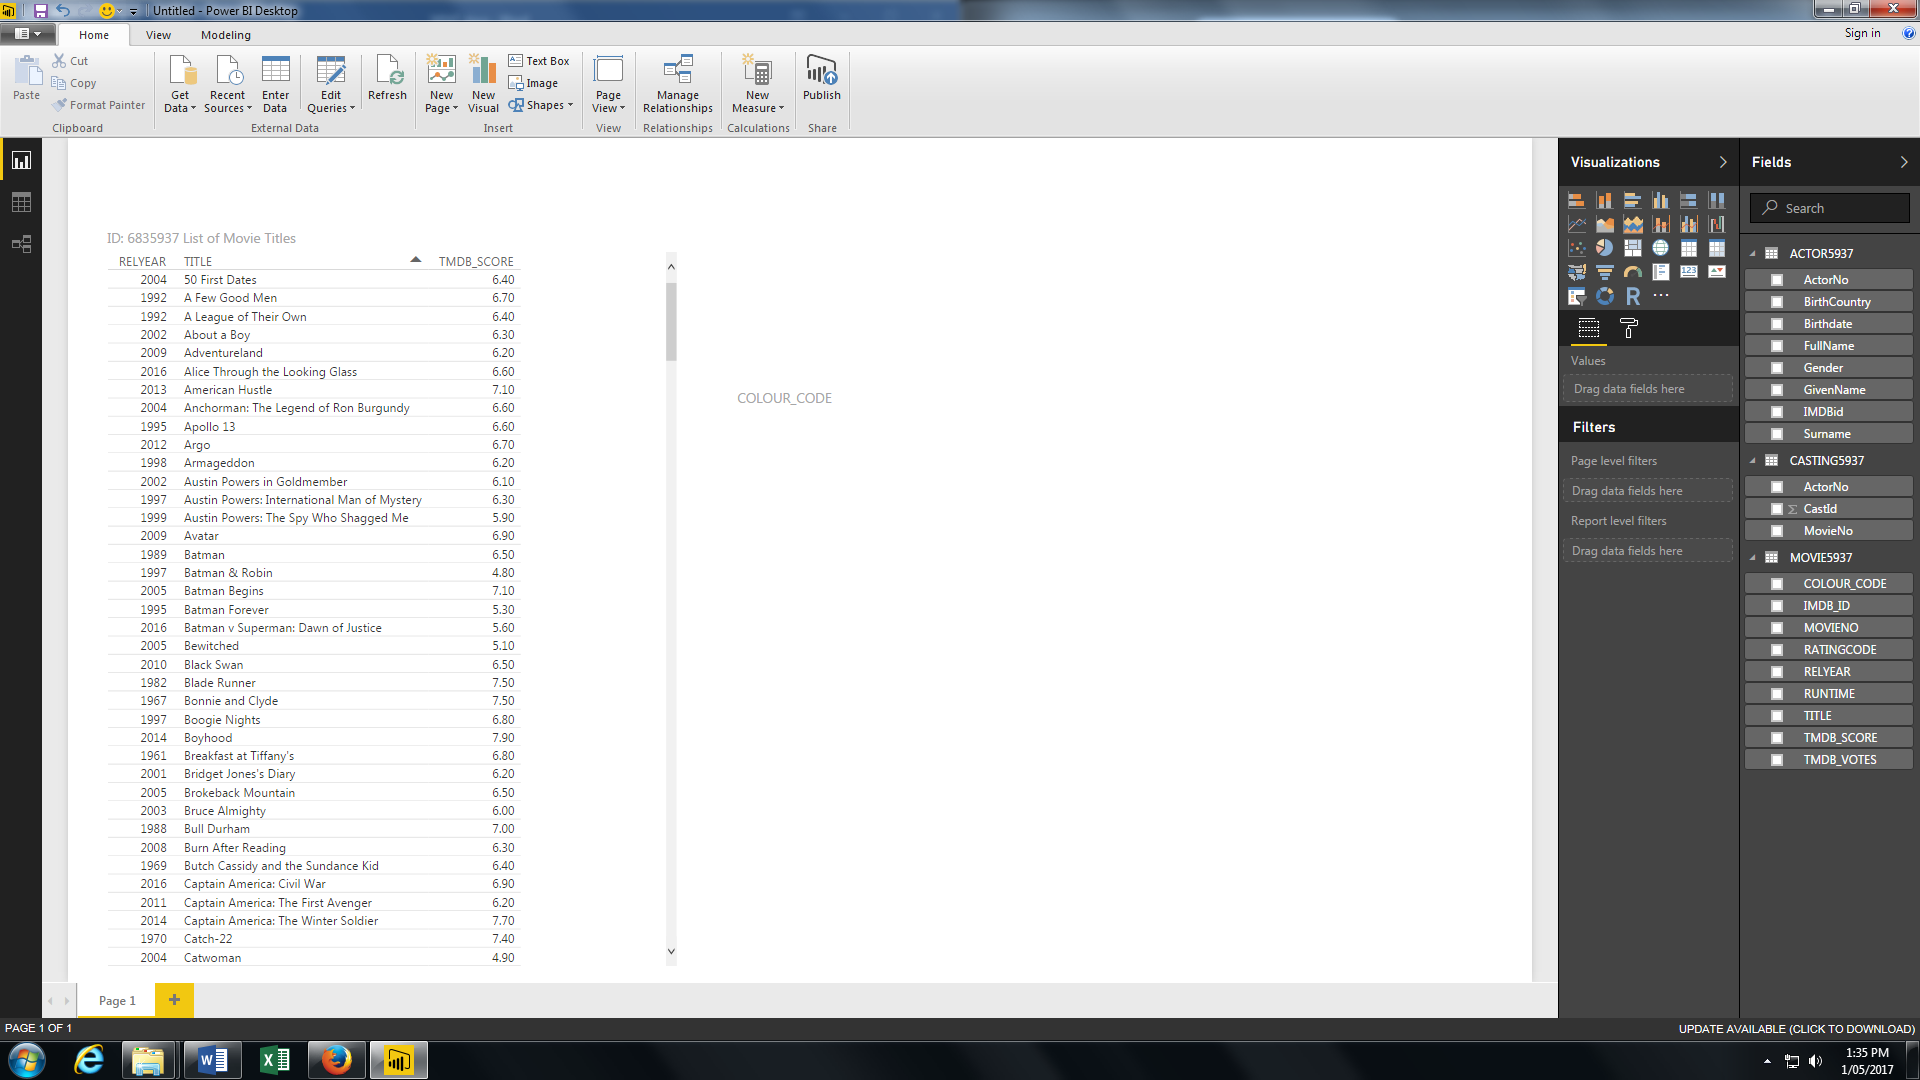 Untitled - Power BI Desktop
Home View Modeling Sign in
Paste
Cut
Copy
Format Painter
Clipboard
Get Data
Recent Sources
Enter Data
Edit Queries
Refresh
External Data
New Page
New Visual
Text Box
Image
Shapes
Insert
Page View
View
Manage Relationships
Relationships
New Measure
Calculations
Publish
Share
ID: 6835937 List of Movie Titles
RELYEAR TITLE TMDB_SCORE
2004 50 First Dates 6.40
1992 A Few Good Men 6.70
1992 A League of Their Own 6.40
2002 About a Boy 6.30
2009 Adventureland 6.20
2016 Alice Through the Looking Glass 6.60
2013 American Hustle 7.10
2004 Anchorman: The Legend of Ron Burgundy 6.60
1995 Apollo 13 6.60
2012 Argo 6.70
1998 Armageddon 6.20
2002 Austin Powers in Goldmember 6.10
1997 Austin Powers: International Man of Mystery 6.30
1999 Austin Powers: The Spy Who Shagged Me 5.90
2009 Avatar 6.90
1989 Batman 6.50
1997 Batman & Robin 4.80
2005 Batman Begins 7.10
1995 Batman Forever 5.30
2016 Batman v Superman: Dawn of Justice 5.60
2005 Bewitched 5.10
2010 Black Swan 6.50
1982 Blade Runner 7.50
1967 Bonnie and Clyde 7.50
1997 Boogie Nights 6.80
2014 Boyhood 7.90
1961 Breakfast at Tiffany's 6.80
2001 Bridget Jones's Diary 6.20
2005 Brokeback Mountain 6.50
2003 Bruce Almighty 6.00
1988 Bull Durham 7.00
2008 Burn After Reading 6.30
1969 Butch Cassidy and the Sundance Kid 6.40
2016 Captain America: Civil War 6.90
2011 Captain America: The First Avenger 6.20
2014 Captain America: The Winter Soldier 7.70
1970 Catch-22 7.40
2004 Catwoman 4.90
COLOUR_CODE
Visualizations
R
123
Values
Drag data fields here
Filters
Page level filters
Drag data fields here
Report level filters
Drag data fields here
Fields
Search
ACTOR5937
ActorNo
BirthCountry
Birthdate
FullName
Gender
GivenName
IMDBid
Surname
CASTING5937
ActorNo
Σ CastId
MovieNo
MOVIE5937
COLOUR_CODE
IMDB_ID
MOVIENO
RATINGCODE
RELYEAR
RUNTIME
TITLE
TMDB_SCORE
TMDB_VOTES
Page 1
PAGE 1 OF 1
UPDATE AVAILABLE (CLICK TO DOWNLOAD)
1:35 PM
1/05/2017